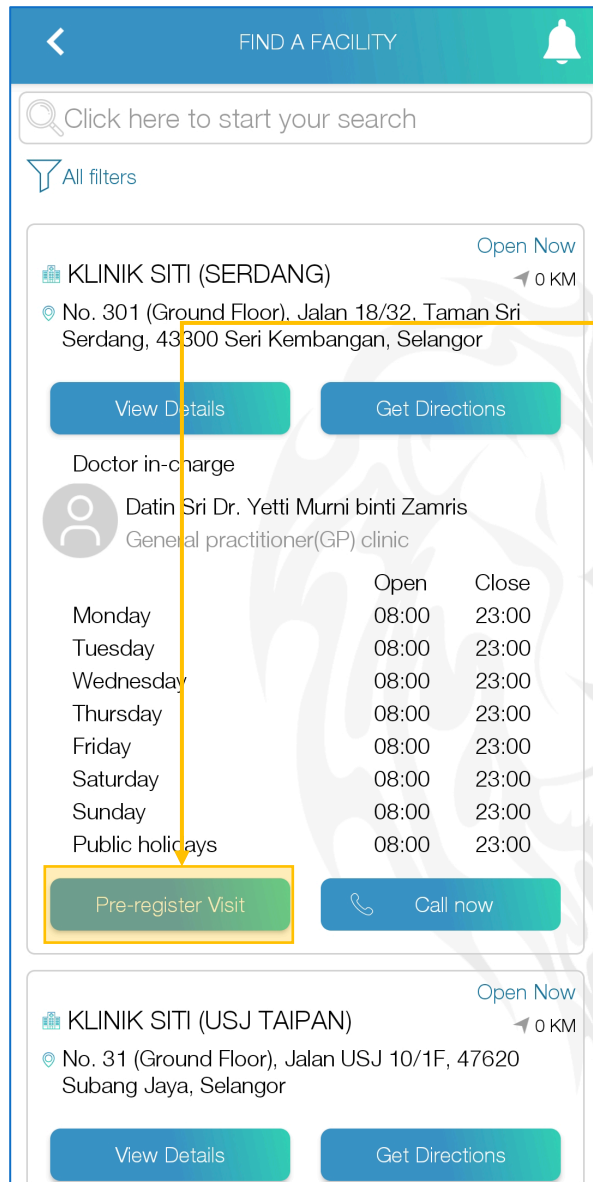 FIND A FACILITY
Click here to start your search
All filters
Open Now
KLINIK SITI (SERDANG)
0 KM
No. 301 (Ground Floor), Jalan 18/32, Taman Sri
Serdang, 43300 Seri Kembangan, Selangor
View Details Get Directions
Doctor in-charge
Datin Sri Dr. Yetti Murni binti Zamris
General practitioner(GP) clinic
Open Close
Monday 08:00 23:00
Tuesday 08:00 23:00
Wednesday 08:00 23:00
Thursday 08:00 23:00
Friday 08:00 23:00
Saturday 08:00 23:00
Sunday 08:00 23:00
Public holidays 08:00 23:00
Pre-register Visit Call now
Open Now
KLINIK SITI (USJ TAIPAN)
0 KM
No. 31 (Ground Floor), Jalan USJ 10/1F, 47620
Subang Jaya, Selangor
View Details Get Directions